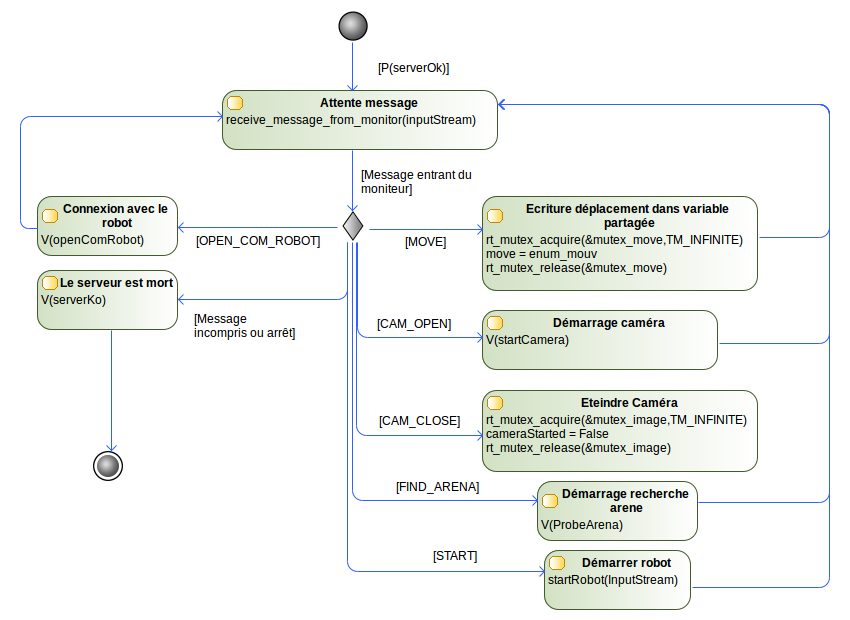 [P(serverOk)]
Attente message
receive_message_from_monitor(inputStream)
[Message entrant du
moniteur]
Connexion avec le
robot
V(openComRobot)
[OPEN_COM_ROBOT]
[MOVE]
Ecriture déplacement dans variable
partagée
rt_mutex_acquire(&mutex_move,TM_INFINITE)
move = enum_mouv
rt_mutex_release(&mutex_move)
Le serveur est mort
V(serverKo)
[Message
incompris ou arrêt]
[CAM_OPEN]
Démarrage caméra
V(startCamera)
[CAM_CLOSE]
Eteindre Caméra
rt_mutex_acquire(&mutex_image,TM_INFINITE)
cameraStarted = False
rt_mutex_release(&mutex_image)
[FIND_ARENA]
Démarrage recherche
arene
V(ProbeArena)
[START]
Démarrer robot
startRobot(InputStream)